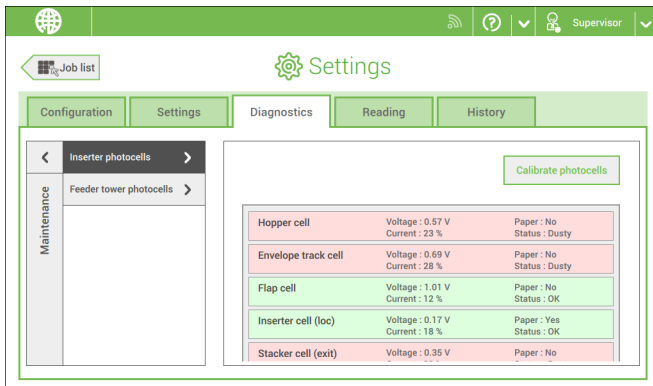 Supervisor
Job list
Settings
Configuration
Settings
Diagnostics
Reading
History
Maintenance
Inserter photocells
Feeder tower photocells
Calibrate photocells
Hopper cell
Voltage : 0.57 V
Paper : No
Current : 23 %
Status : Dusty
Envelope track cell
Voltage : 0.69 V
Paper : No
Current : 28 %
Status : Dusty
Flap cell
Voltage : 1.01 V
Paper : No
Current : 12 %
Status : OK
Inserter cell (loc)
Voltage : 0.17 V
Paper : Yes
Current : 18 %
Status : OK
Stacker cell (exit)
Voltage : 0.35 V
Paper : No